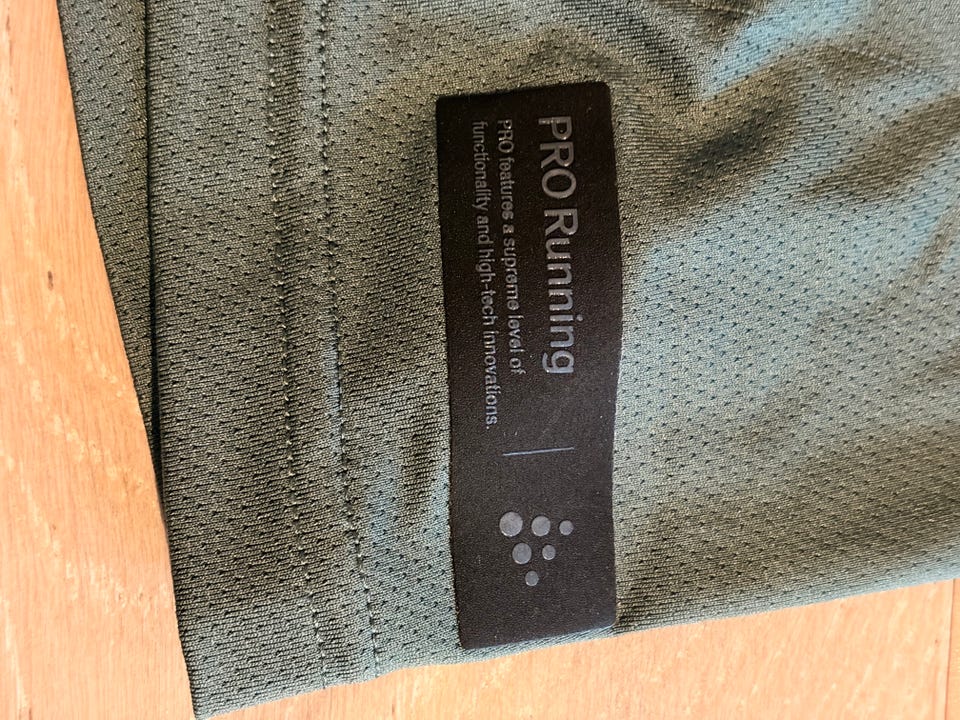 PRO Running
PRO features a supreme level of
functionality and high-tech innovations.